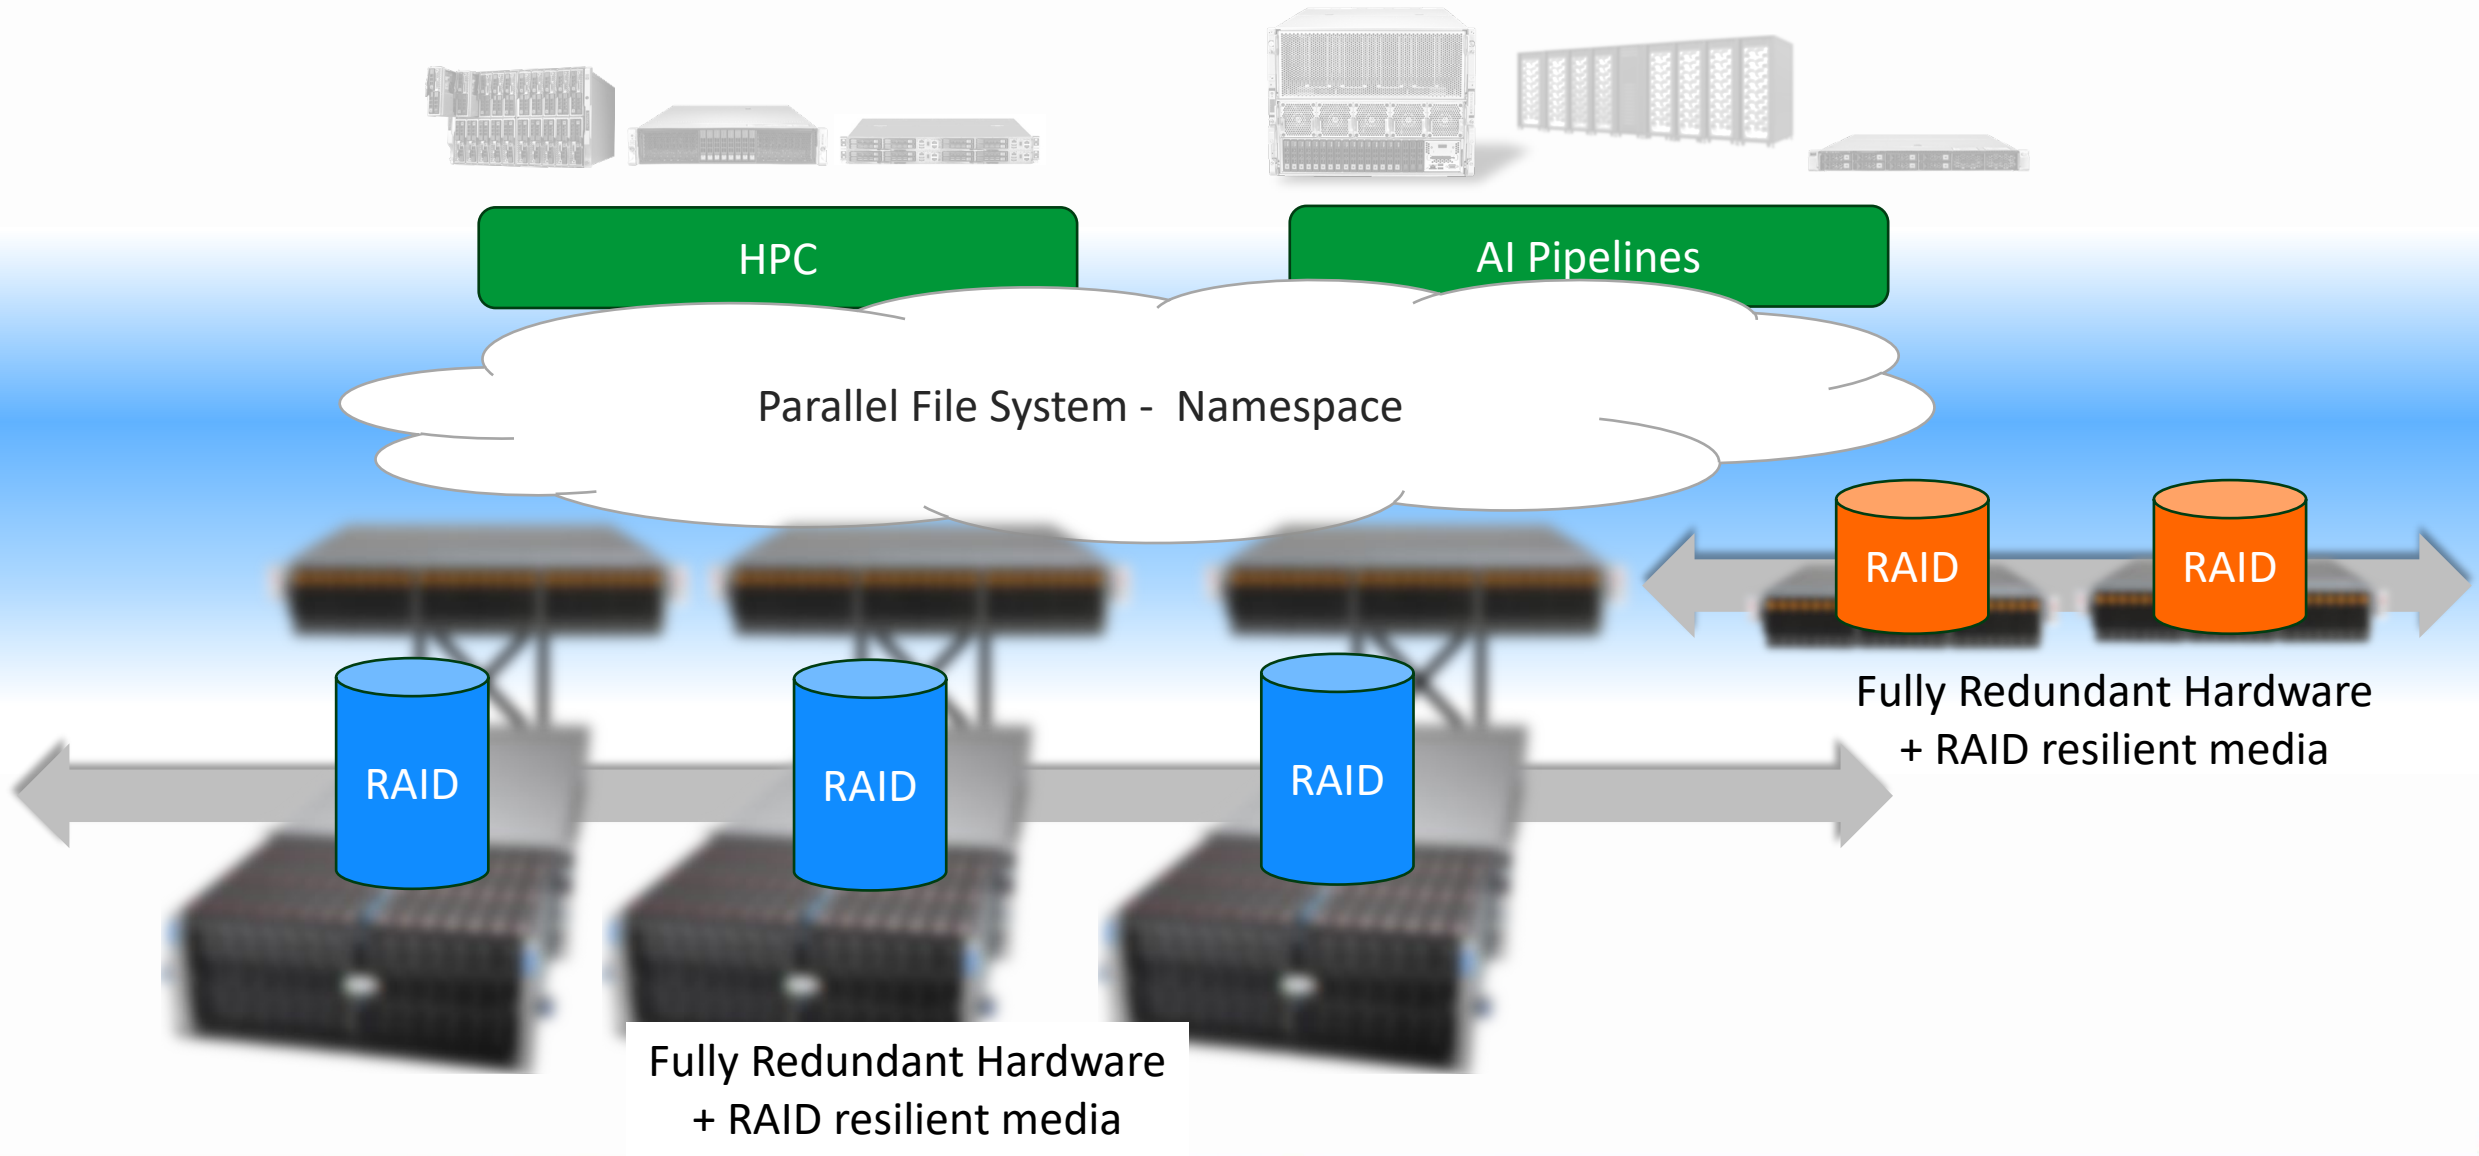 HPC
AI Pipelines
Parallel File System -  Namespace
RAID
RAID
Fully Redundant Hardware
+ RAID resilient media
RAID
RAID
RAID
Fully Redundant Hardware
+ RAID resilient media